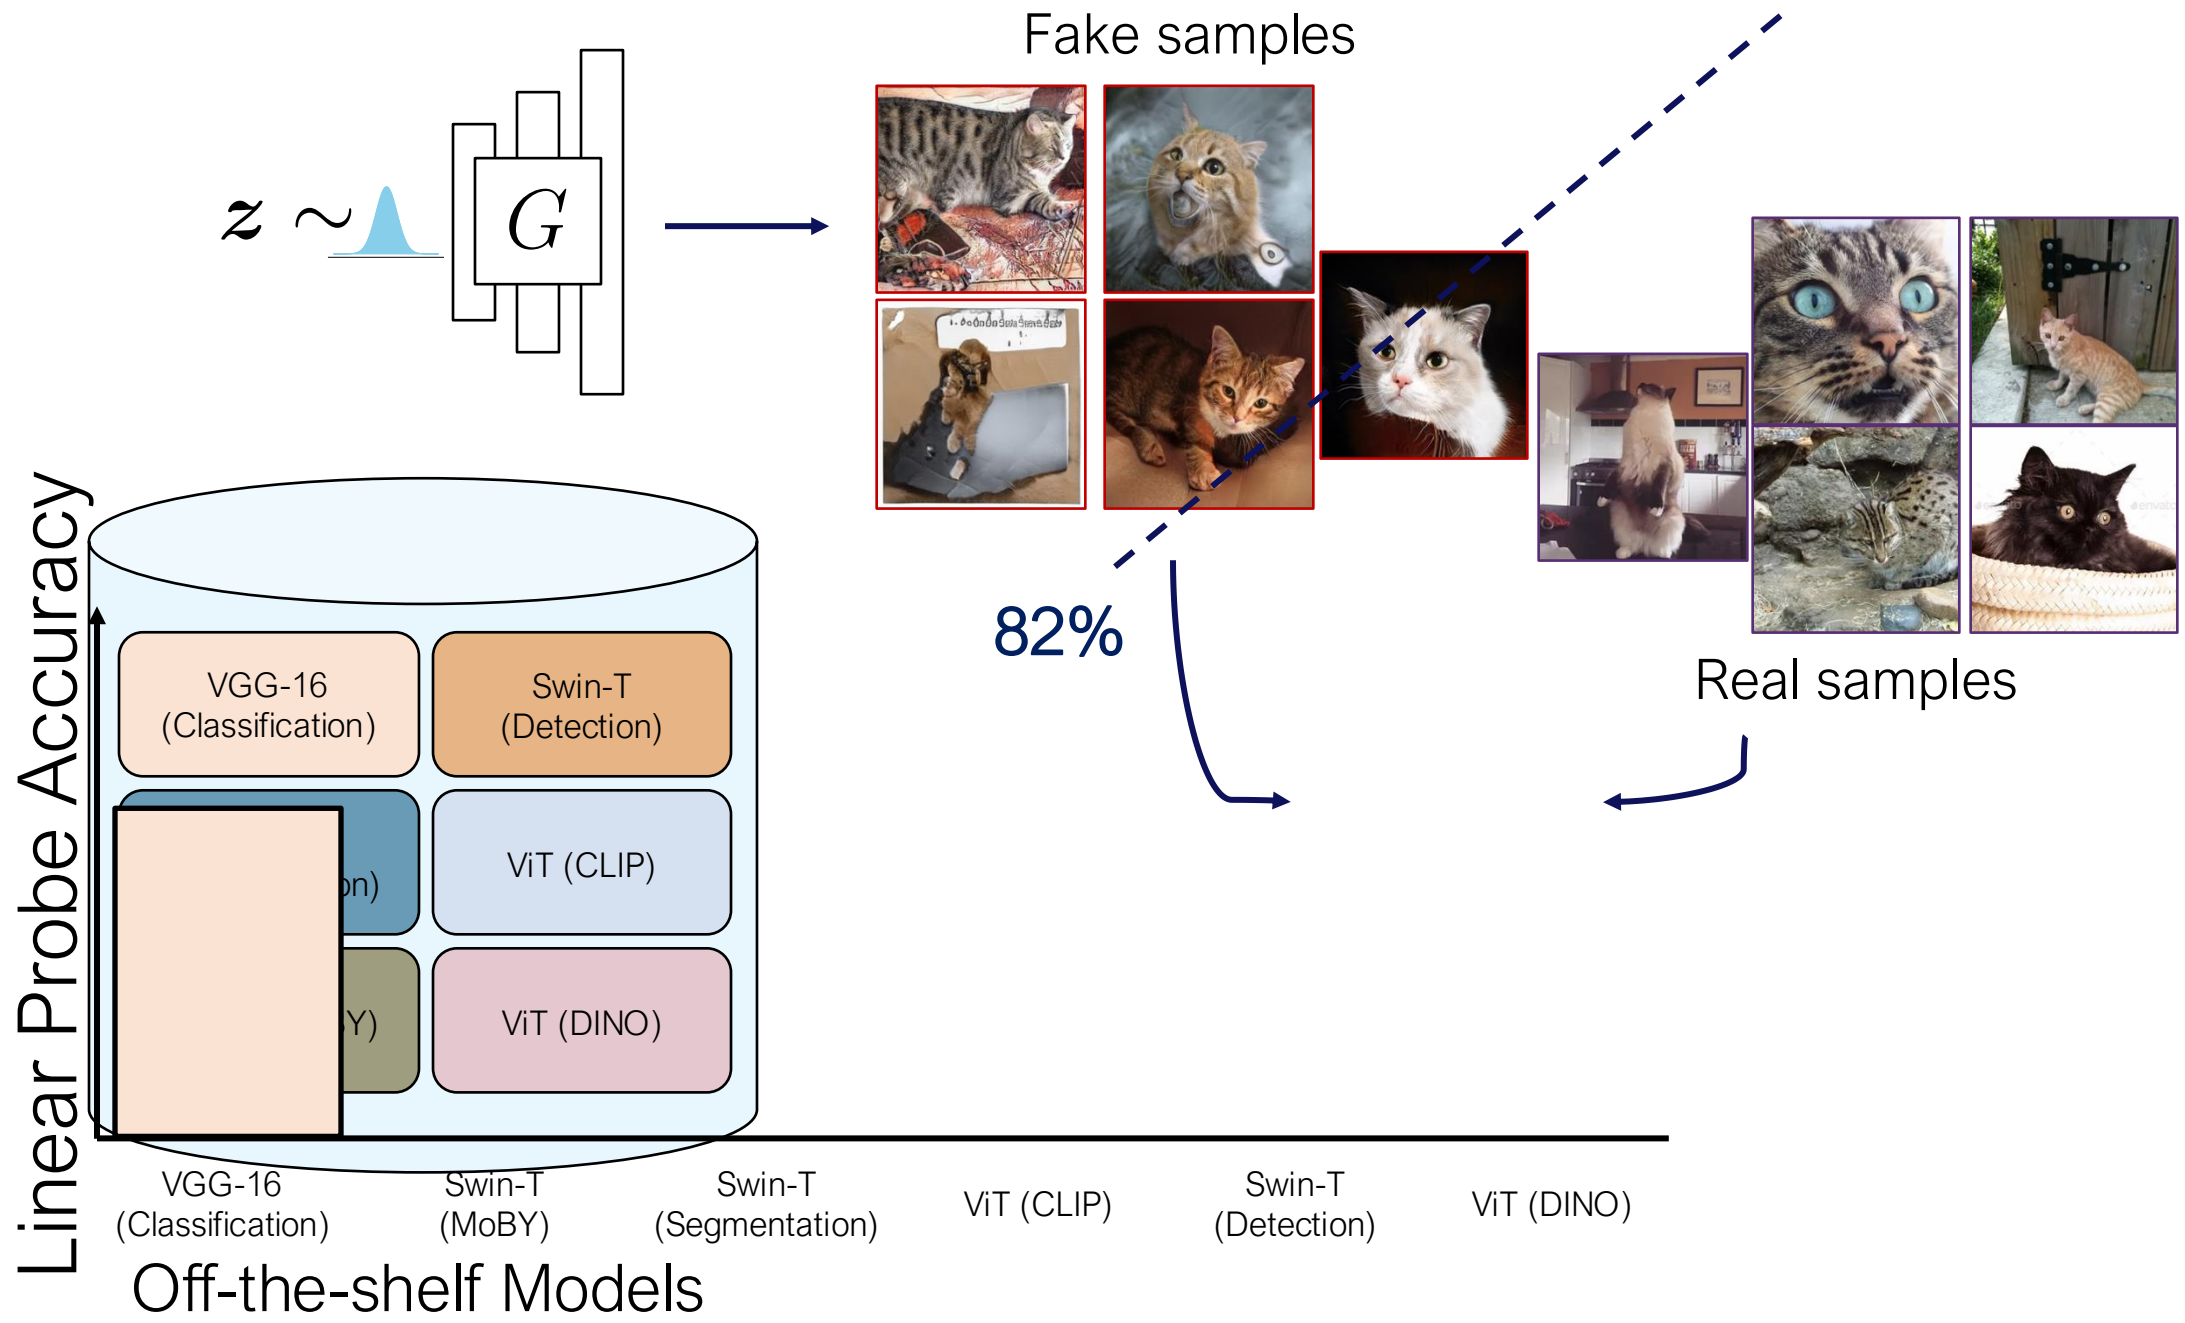 Fake samples
z ~
G
82%
Real samples
Linear Probe Accuracy
VGG-16
(Classification)
Swin-T
(Detection)
on)
ViT (CLIP)
Y)
ViT (DINO)
VGG-16
(Classification)
Swin-T
(MoBY)
Swin-T
(Segmentation)
ViT (CLIP)
Swin-T
(Detection)
ViT (DINO)
Off-the-shelf Models